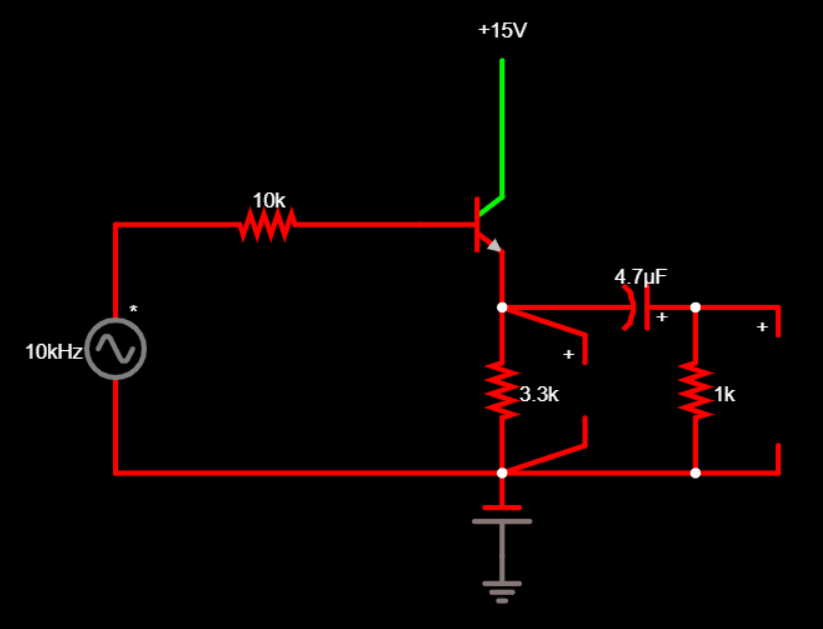 +15V
10k
4.7µF
*
+
+
10kHz
+
3.3k
1k